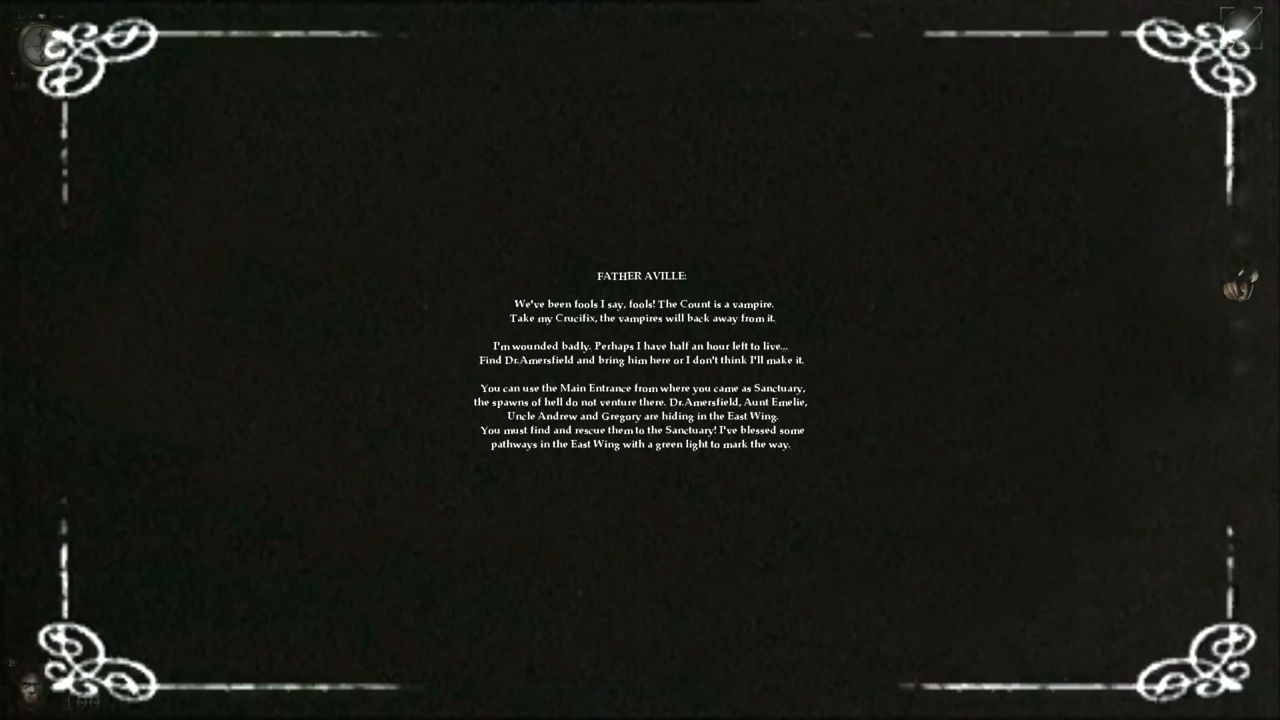 FATHER AVILLE:
We've been fools I say, fools! The Count is a vampire.
Take my Crucifix, the vampires will back away from it.
I'm wounded badly. Perhaps I have half an hour left to live...
Find Dr.Amersfield and bring him here or I don't think I'll make it.
You can use the Main Entrance from where you came as Sanctuary,
the spawns of hell do not venture there. Dr.Amersfield, Aunt Emelie,
Uncle Andrew and Gregory are hiding in the East Wing.
You must find and rescue them to the Sanctuary! I've blessed some
pathways in the East Wing with a green light to mark the way.
100